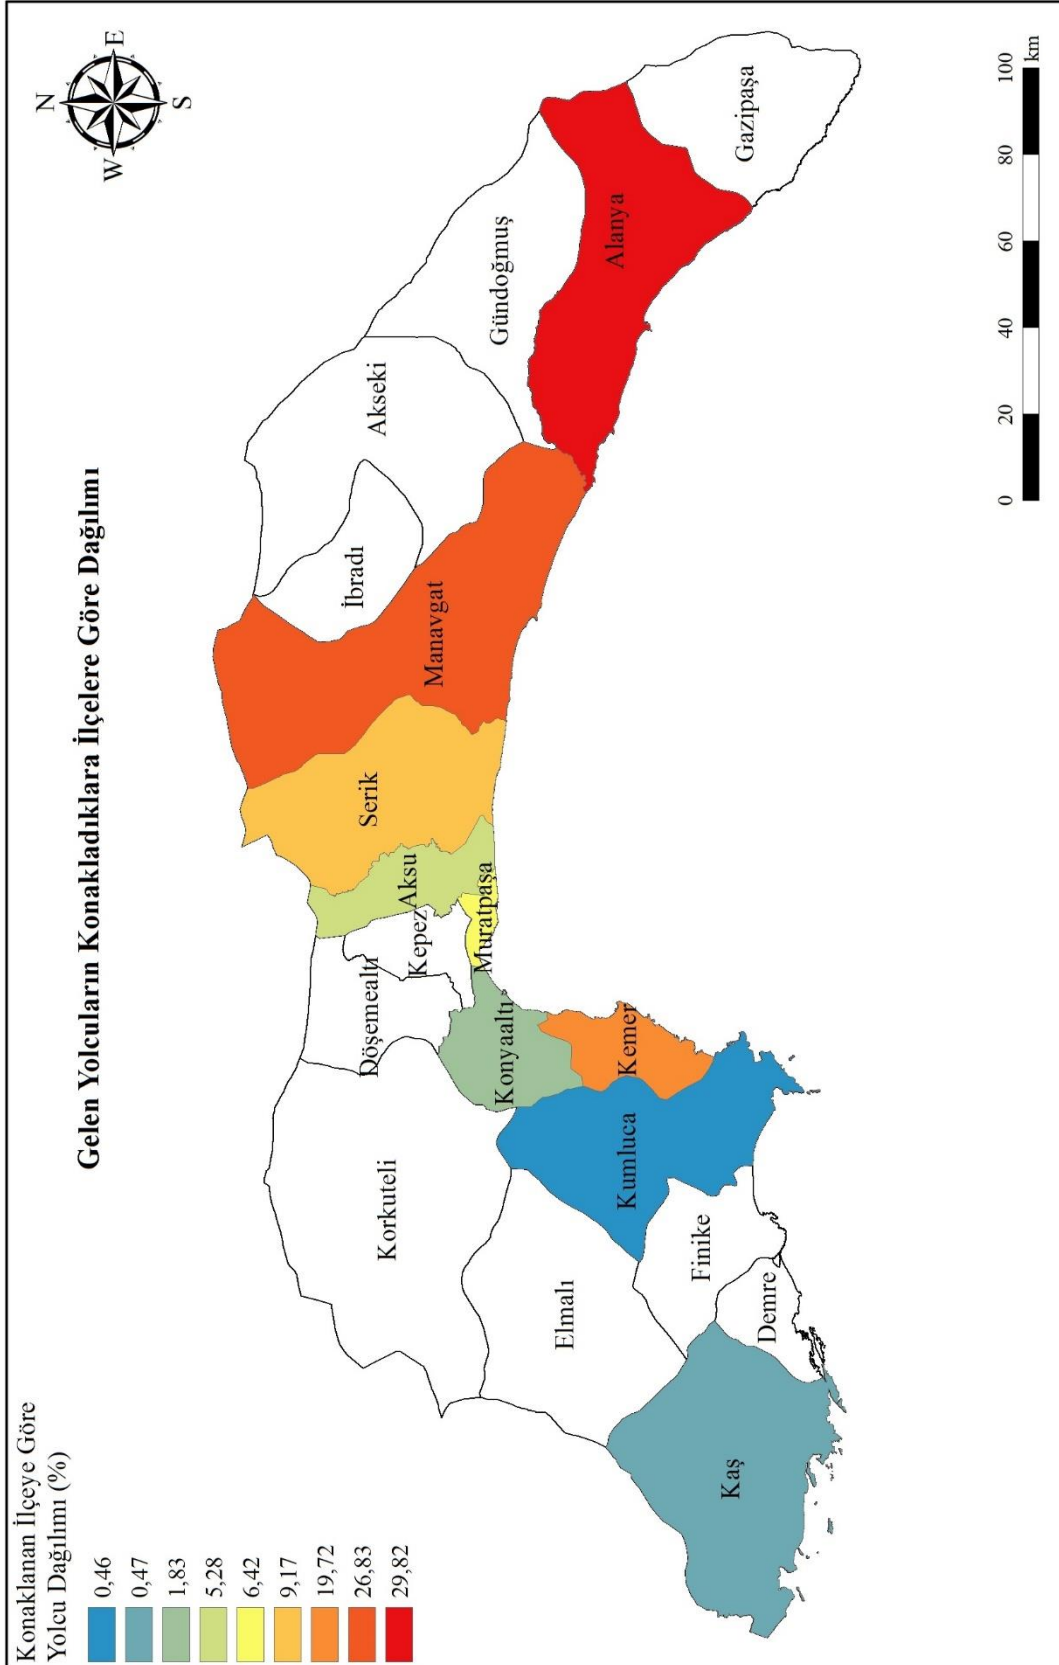 Gelen Yolcuların Konakladıklara İlçelere Göre Dağılımı
N
W E
S
Konaklanan İlçeye Göre
Yolcu Dağılımı (%)
0,46
0,47
1,83
5,28
6,42
9,17
19,72
26,83
29,82
Korkuteli
Döşemealtı
Kepez
Aksu
Serik
İbradı
Akseki
Manavgat
Gündoğmuş
Alanya
Gazipaşa
Muratpaşa
Konyaaltı
Kemer
Kumluca
Elmalı
Finike
Demre
Kaş
0 20 40 60 80 100
km